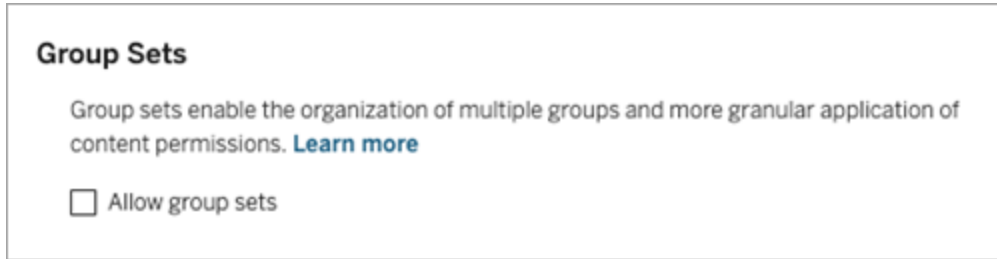 Group Sets
Group sets enable the organization of multiple groups and more granular application of
content permissions. Learn more
Allow group sets